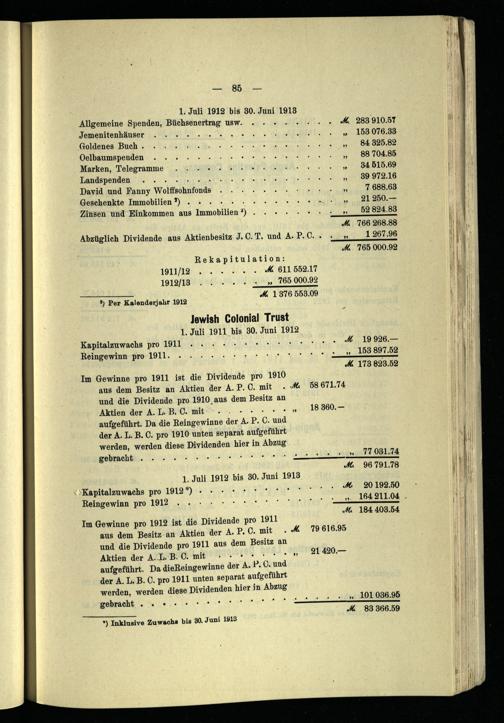 — 85 —
1. Juli 1912 bis 30. Juni 1913
Allgemeine Spenden, Büchsenertrag usw. . . . . . . . . ℳ 283 910.57
Jemenitenhäuser . . . . . . . . . . . . . . . . „ 153 076.33
Goldenes Buch . . . . . . . . . . . . . . . . . „ 84 325.82
Oelbaumspenden . . . . . . . . . . . . . . . . „ 88 704.85
Marken, Telegramme . . . . . . . . . . . . . . „ 34 515.69
Landspenden . . . . . . . . . . . . . . . . . „ 39 972.16
David und Fanny Wolffsohnfonds . . . . . . . . . . „ 7 688.63
Geschenkte Immobilien ³) . . . . . . . . . . . . . „ 21 250.—
Zinsen und Einkommen aus Immobilien ³) . . . . . . . „ 52 824.83
ℳ 766 268.88
Abzüglich Dividende aus Aktienbesitz J. C. T. und A. P. C. . . „ 1 267.96
ℳ 765 000.92
Rekapitulation:
1911/12 . . . . . . ℳ 611 552.17
1912/13 . . . . . . „ 765 000.92
ℳ 1 376 553.09
³) Per Kalenderjahr 1912
Jewish Colonial Trust
1. Juli 1911 bis 30. Juni 1912
Kapitalzuwachs pro 1911 . . . . . . . . . . . . . ℳ 19 926.—
Reingewinn pro 1911 . . . . . . . . . . . . . . . „ 153 897.52
ℳ 173 823.52
Im Gewinne pro 1911 ist die Dividende pro 1910
aus dem Besitz an Aktien der A. P. C. mit . ℳ 58 671.74
und die Dividende pro 1910 aus dem Besitz an
Aktien der A. L. B. C. mit . . . . . . . „ 18 360.—
aufgeführt. Da die Reingewinne der A. P. C. und
der A. L. B. C. pro 1910 unten separat aufgeführt
werden, werden diese Dividenden hier in Abzug
gebracht . . . . . . . . . . . . . . . . . . „ 77 031.74
ℳ 96 791.78
1. Juli 1912 bis 30. Juni 1913
Kapitalzuwachs pro 1912 *) . . . . . . . . . . . . ℳ 20 192.50
Reingewinn pro 1912 . . . . . . . . . . . . . . . „ 164 211.04
ℳ 184 403.54
Im Gewinne pro 1912 ist die Dividende pro 1911
aus dem Besitz an Aktien der A. P. C. mit . ℳ 79 616.95
und die Dividende pro 1911 aus dem Besitz an
Aktien der A. L. B. C. mit . . . . . . . „ 21 420.—
aufgeführt. Da die Reingewinne der A. P. C. und
der A. L. B. C. pro 1911 unten separat aufgeführt
werden, werden diese Dividenden hier in Abzug
gebracht . . . . . . . . . . . . . . . . . . „ 101 036.95
ℳ 83 366.59
*) Inklusive Zuwachs bis 30. Juni 1913